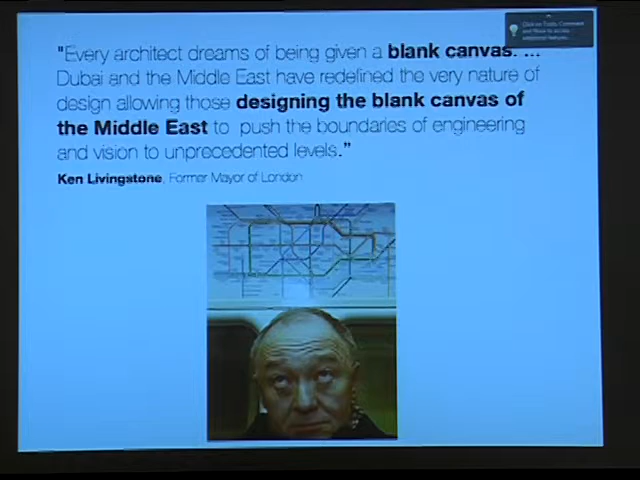 "Every architect dreams of being given a blank canvas. ...
Dubai and the Middle East have redefined the very nature of
design allowing those designing the blank canvas of
the Middle East to push the boundaries of engineering
and vision to unprecedented levels."
Ken Livingstone, Former Mayor of London